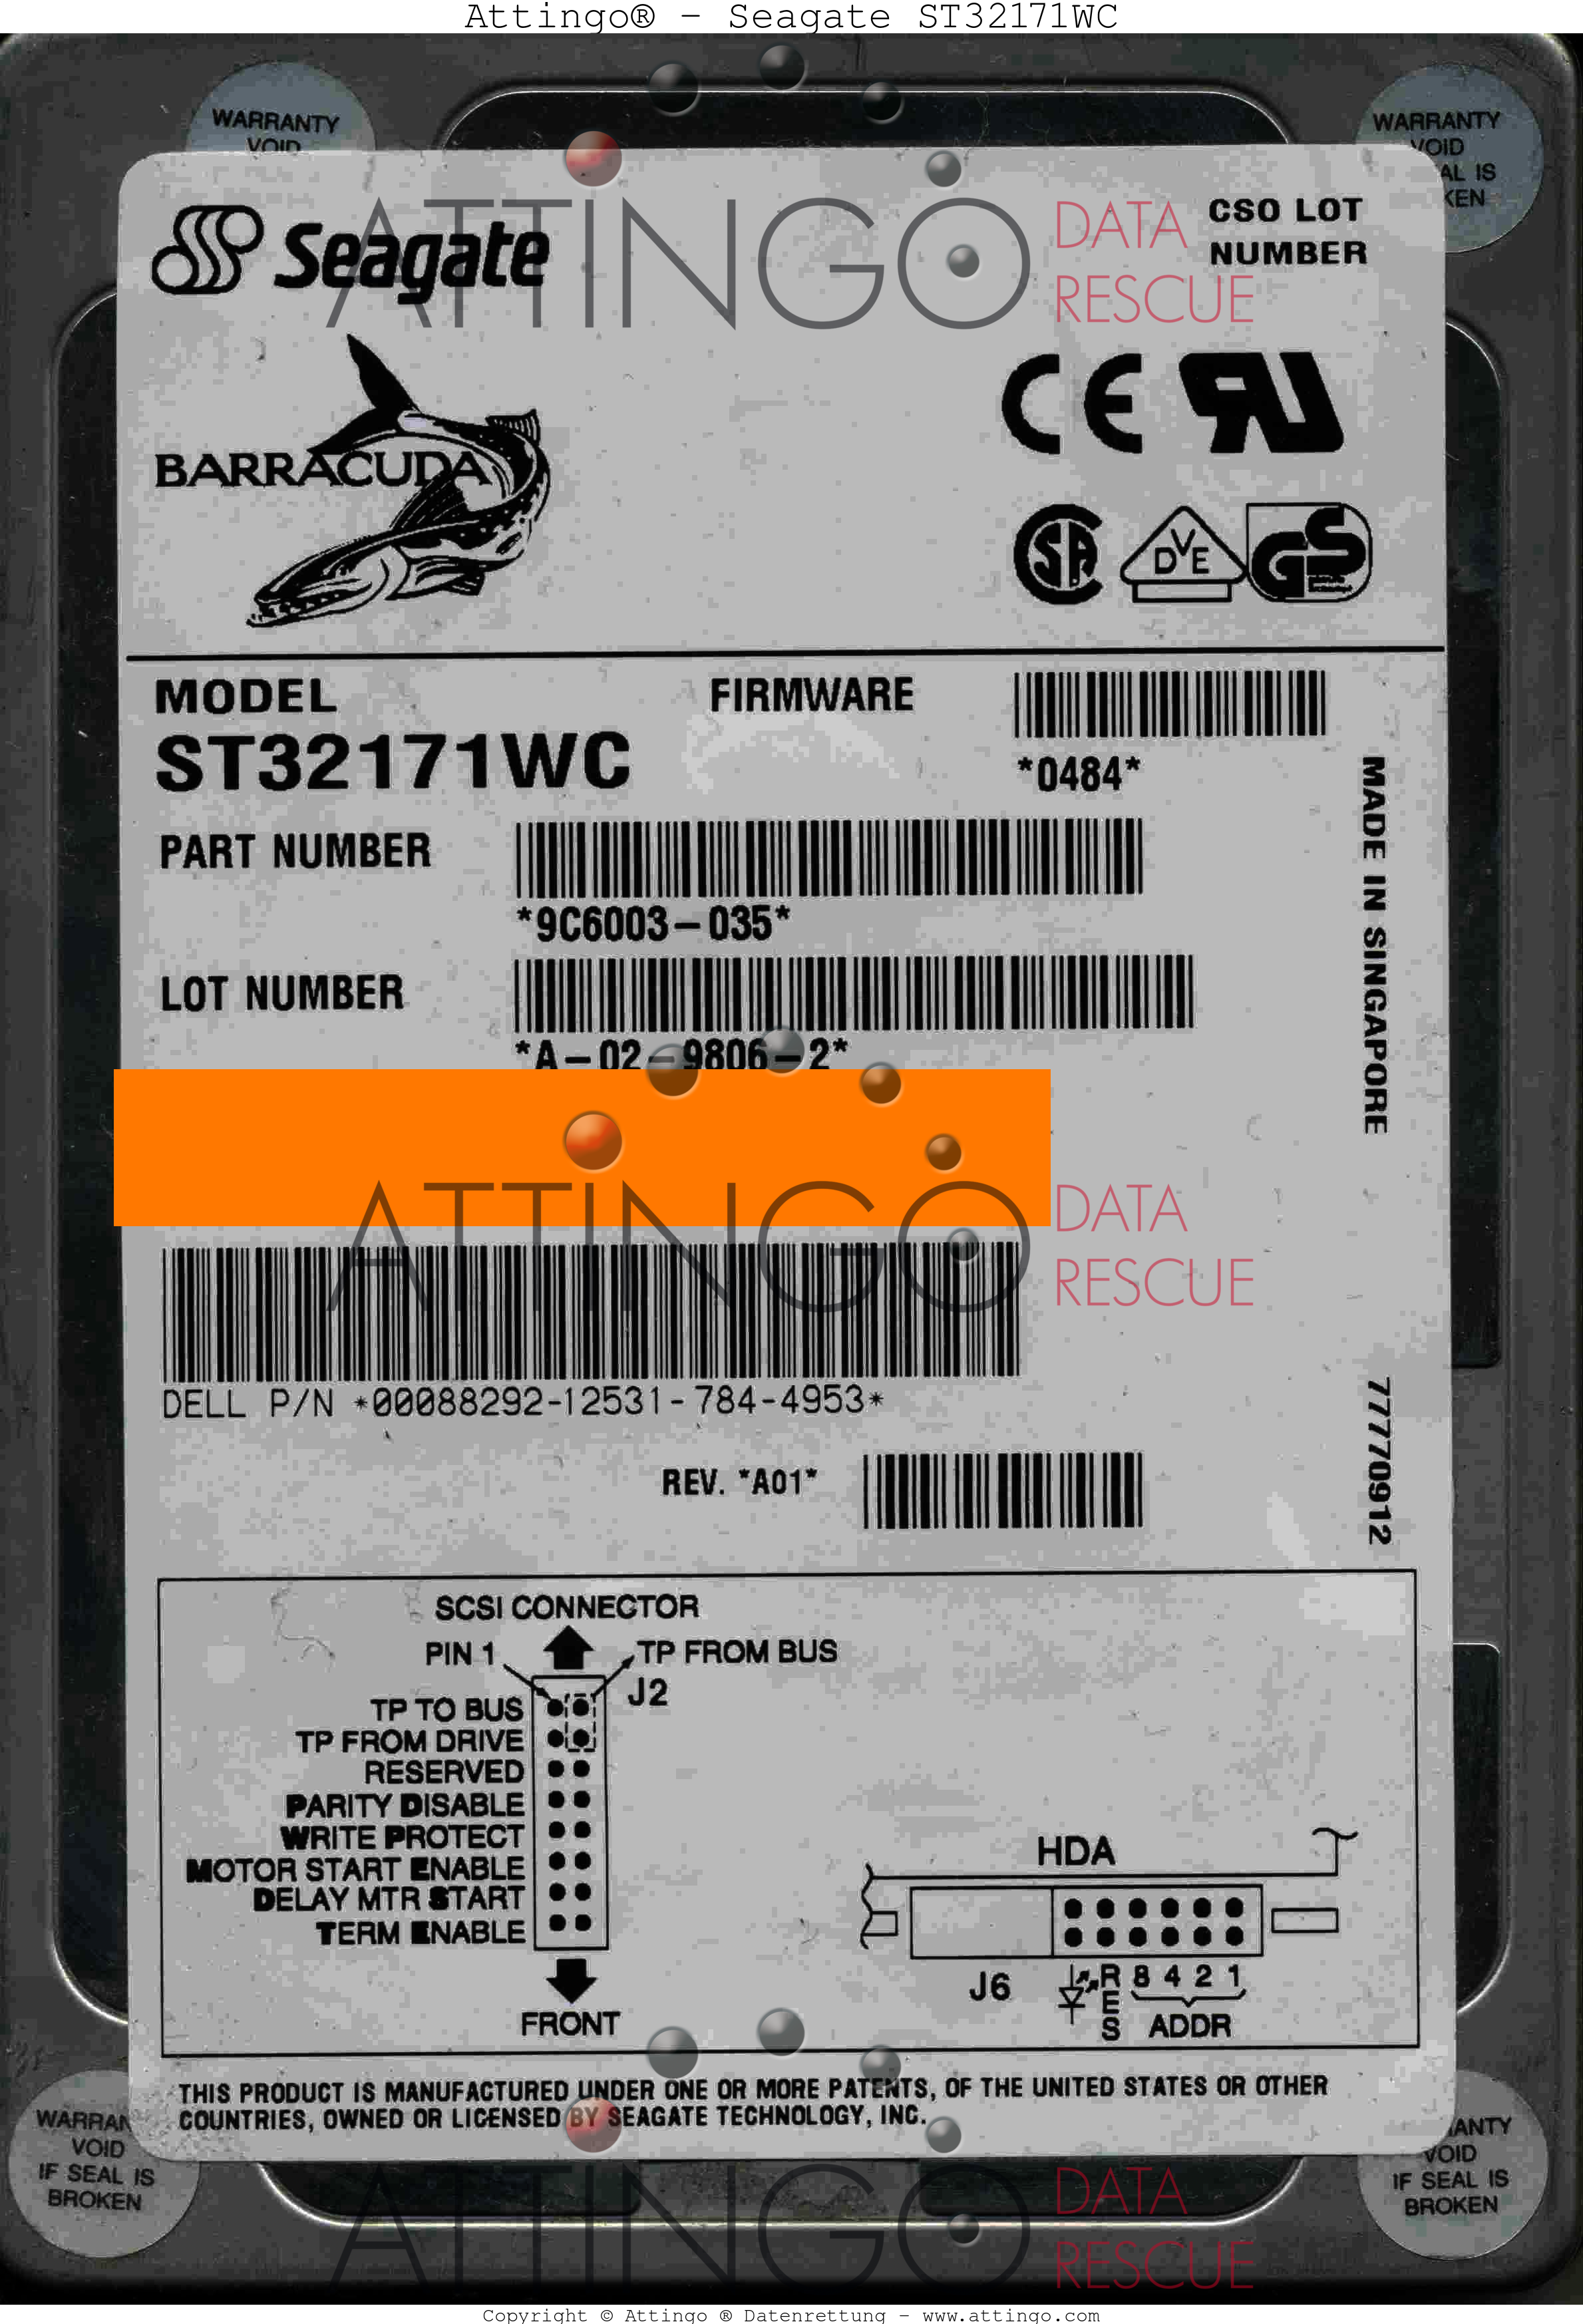 Attingo® - Seagate ST32171WC
WARRANTY
VOID
WARRANTY
VOID
AL IS
KEN
Seagate
ATTINGO DATA
RESCUE
CSO LOT
NUMBER
BARRACUDA
CE
SA
DVE
GS
MODEL
ST32171WC
FIRMWARE
*0484*
PART NUMBER
*9C6003-035*
LOT NUMBER
*A-02-9806-2*
MADE IN SINGAPORE
ATTINGO DATA
RESCUE
DELL P/N *00088292-12531-784-4953*
REV. *A01*
77770912
SCSI CONNECTOR
PIN 1
TP FROM BUS
J2
TP TO BUS
TP FROM DRIVE
RESERVED
PARITY DISABLE
WRITE PROTECT
MOTOR START ENABLE
DELAY MTR START
TERM ENABLE
FRONT
HDA
J6
RES
8 4 2 1
ADDR
THIS PRODUCT IS MANUFACTURED UNDER ONE OR MORE PATENTS, OF THE UNITED STATES OR OTHER
COUNTRIES, OWNED OR LICENSED BY SEAGATE TECHNOLOGY, INC.
WARRAN
VOID
IF SEAL IS
BROKEN
ANTY
VOID
IF SEAL IS
BROKEN
ATTINGO DATA
RESCUE
Copyright © Attingo ® Datenrettung - www.attingo.com